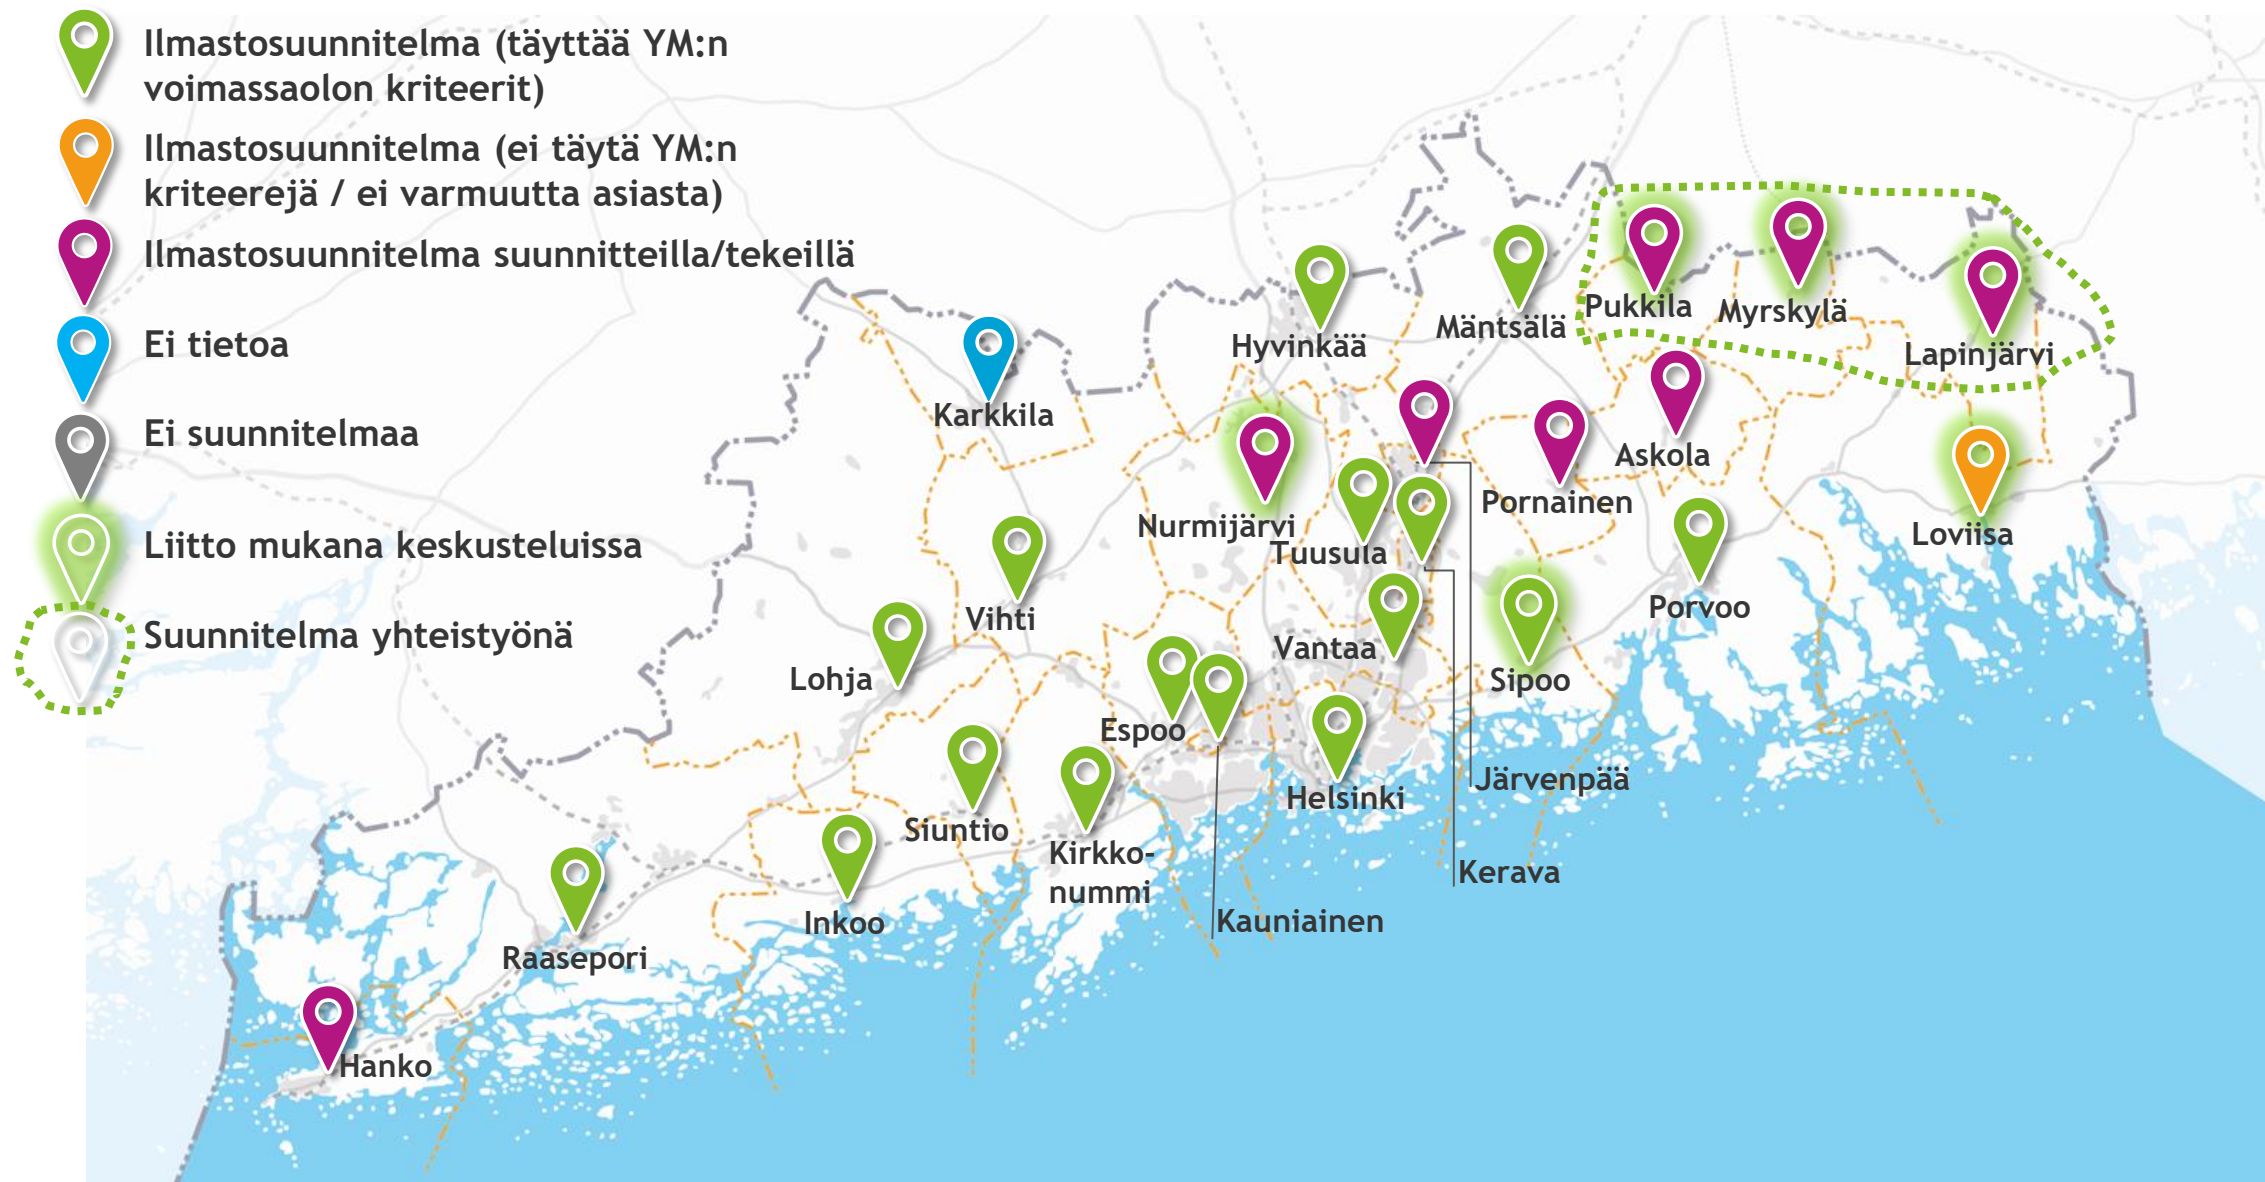 Ilmastosuunnitelma (täyttää YM:n
voimassaolon kriteerit)
Ilmastosuunnitelma (ei täytä YM:n
kriteerejä / ei varmuutta asiasta)
Ilmastosuunnitelma suunnitteilla/tekeillä
Ei tietoa
Ei suunnitelmaa
Liitto mukana keskusteluissa
Suunnitelma yhteistyönä
Pukkila
Myrskylä
Mäntsälä
Hyvinkää
Lapinjärvi
Karkkila
Askola
Pornainen
Nurmijärvi
Loviisa
Tuusula
Porvoo
Vihti
Vantaa
Lohja
Sipoo
Espoo
Järvenpää
Helsinki
Siuntio
Kirkko-
nummi
Kerava
Inkoo
Kauniainen
Raasepori
Hanko